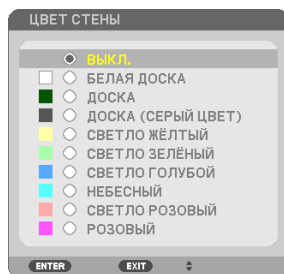 ЦВЕТ СТЕНЫ
ВЫКЛ.
БЕЛАЯ ДОСКА
ДОСКА
ДОСКА (СЕРЫЙ ЦВЕТ)
СВЕТЛО ЖЁЛТЫЙ
СВЕТЛО ЗЕЛЁНЫЙ
СВЕТЛО ГОЛУБОЙ
НЕБЕСНЫЙ
СВЕТЛО РОЗОВЫЙ
РОЗОВЫЙ
ENTER EXIT